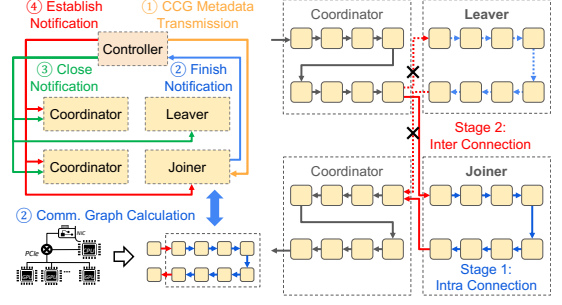 ④ Establish
Notification
① CCG Metadata
Transmission
Controller
③ Close
Notification
② Finish
Notification
Coordinator
Leaver
Coordinator
Joiner
② Comm. Graph Calculation
NIC
PCIe
Coordinator
Leaver
Stage 2:
Inter Connection
Coordinator
Joiner
Stage 1:
Intra Connection